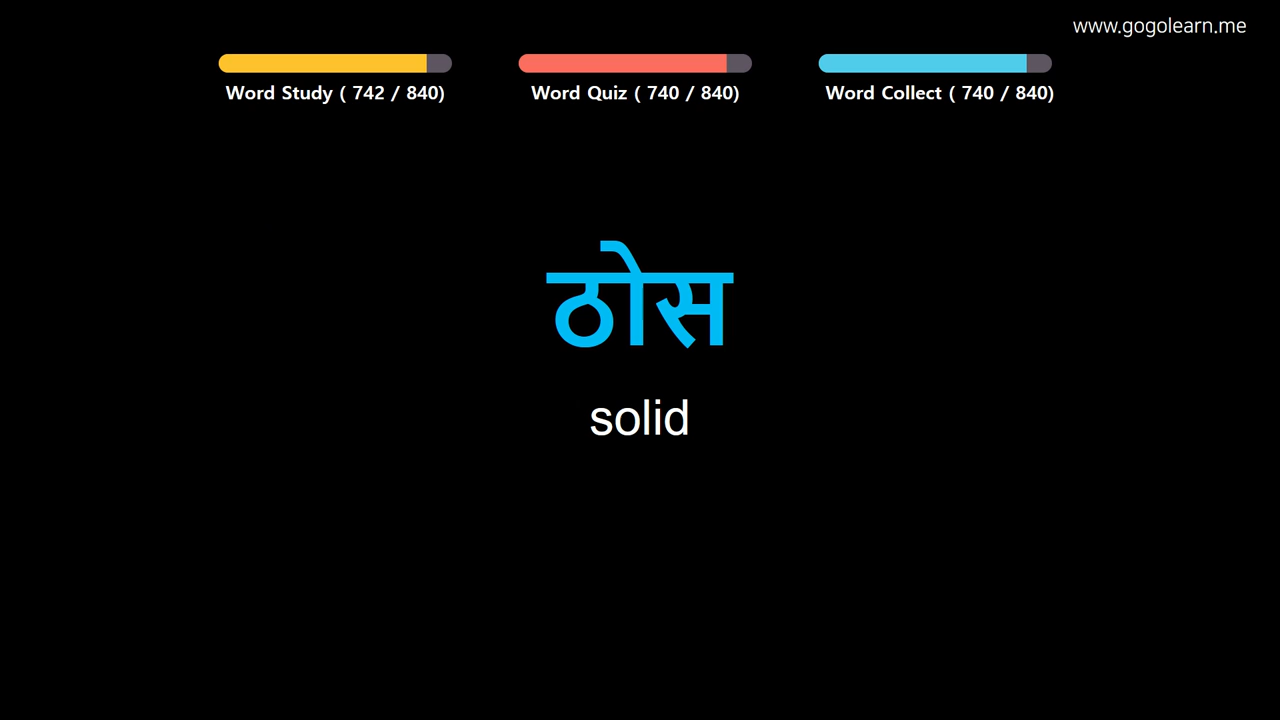 www.gogolearn.me
Word Study ( 742 / 840)
Word Quiz ( 740 / 840)
Word Collect ( 740 / 840)
ठोस
solid